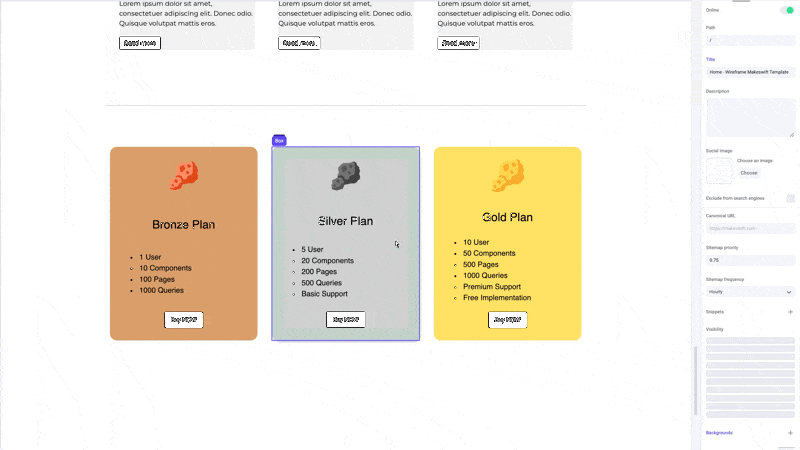 Lorem ipsum dolor sit amet,
consectetuer adipiscing elit. Donec odio.
Quisque volutpat mattis eros.
Read more.
Lorem ipsum dolor sit amet,
consectetuer adipiscing elit. Donec odio.
Quisque volutpat mattis eros.
Read more.
Lorem ipsum dolor sit amet,
consectetuer adipiscing elit. Donec odio.
Quisque volutpat mattis eros.
Read more.
Box
Bronze Plan
1 User
10 Components
100 Pages
1000 Queries
Silver Plan
5 User
20 Components
200 Pages
500 Queries
Basic Support
Gold Plan
10 User
50 Components
500 Pages
1000 Queries
Premium Support
Free Implementation
Online
Path
/
Title
Home - Wireframe Makeswift Template
Description
Social image
Choose an image
Choose
Exclude from search engines
Canonical URL
https://makeswift.com
Sitemap priority
0.75
Sitemap frequency
Hourly
Snippets
Visibility
Backgrounds